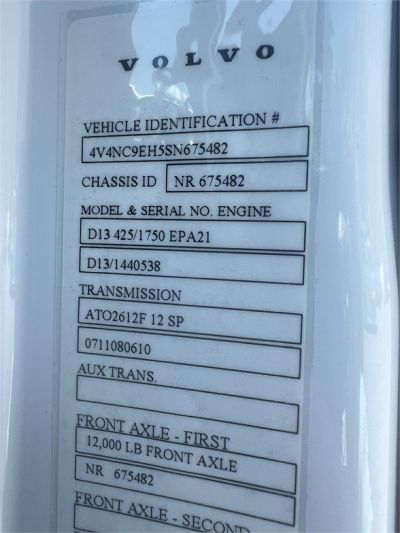 VOLVO
VEHICLE IDENTIFICATION #
4V4NC9EH5SN675482
CHASSIS ID NR 675482
MODEL & SERIAL NO. ENGINE
D13 425/1750 EPA21
D13/1440538
TRANSMISSION
ATO2612F 12 SP
0711080610
AUX TRANS.
FRONT AXLE - FIRST
12,000 LB FRONT AXLE
NR 675482
FRONT AXLE - SECOND